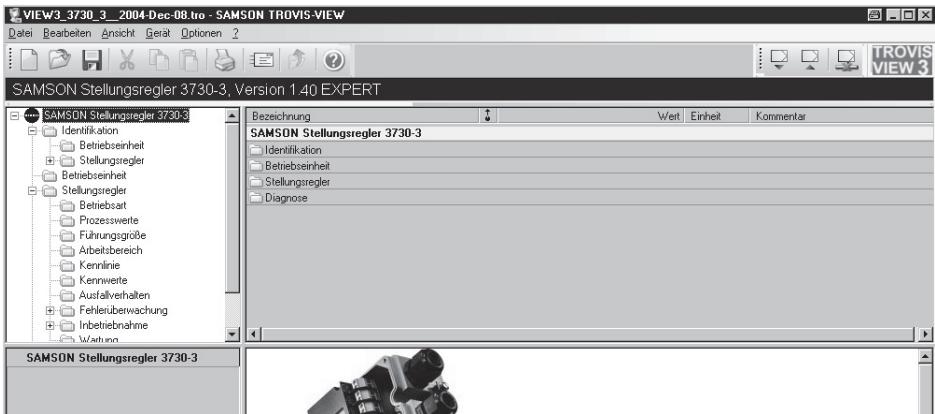 VIEW3_3730_3__2004-Dec-08.tro - SAMSON TROVIS-VIEW
Datei Bearbeiten Ansicht Gerät Optionen ?
TROVIS
VIEW 3
SAMSON Stellungsregler 3730-3, Version 1.40 EXPERT
SAMSON Stellungsregler 3730-3
Identifikation
Betriebseinheit
Stellungsregler
Betriebseinheit
Stellungsregler
Betriebsart
Prozesswerte
Führungsgröße
Arbeitsbereich
Kennlinie
Kennwerte
Ausfallverhalten
Fehlerüberwachung
Inbetriebnahme
Wartung
Bezeichnung Wert Einheit Kommentar
SAMSON Stellungsregler 3730-3
Identifikation
Betriebseinheit
Stellungsregler
Diagnose
SAMSON Stellungsregler 3730-3